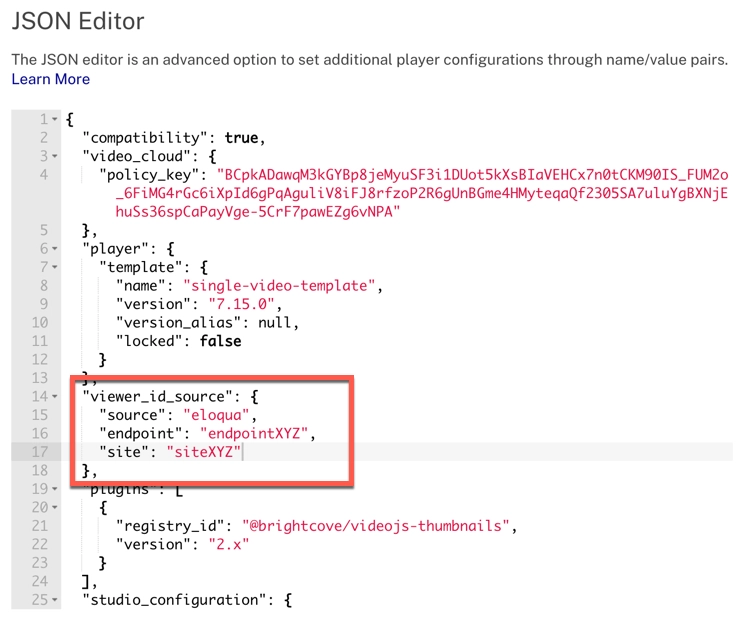 JSON Editor
The JSON editor is an advanced option to set additional player configurations through name/value pairs.
Learn More
1 {
2 "compatibility": true,
3 "video_cloud": {
4 "policy_key": "BCpkADawqM3kGYBp8jeMyuSF3i1DUot5kXsBIaVEHCx7n0tCKM90IS_FUM2o
_6FiMG4rGc6iXpId6gPqAguliV8iFJ8rfzoP2R6gUnBGme4HMyteqaQf2305SA7uluYgBXNjE
huSs36spCaPayVge-5CrF7pawEZg6vNPA"
5 },
6 "player": {
7 "template": {
8 "name": "single-video-template",
9 "version": "7.15.0",
10 "version_alias": null,
11 "locked": false
12 }
13 },
14 "viewer_id_source": {
15 "source": "eloqua",
16 "endpoint": "endpointXYZ",
17 "site": "siteXYZ"
18 },
19 "plugins": [
20 {
21 "registry_id": "@brightcove/videojs-thumbnails",
22 "version": "2.x"
23 }
24 ],
25 "studio_configuration": {